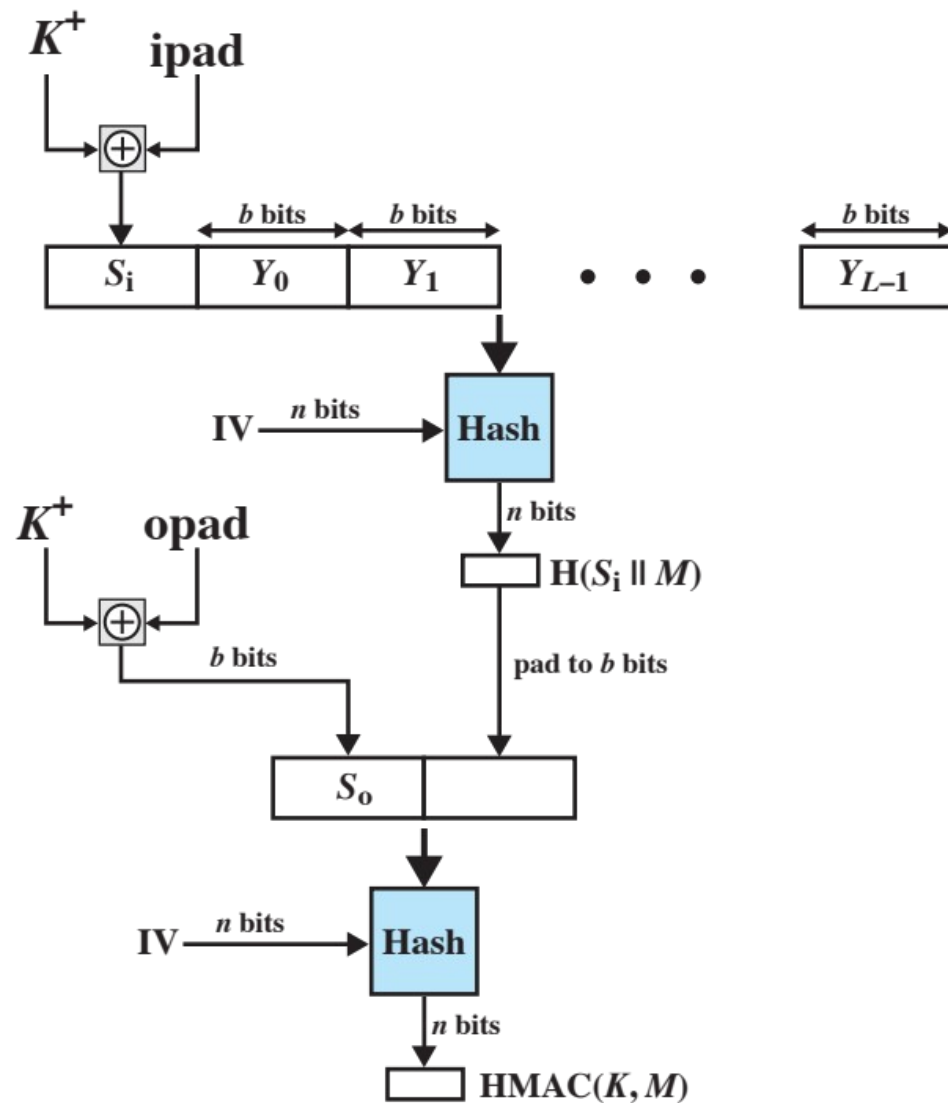 K⁺ ipad
b bits b bits b bits
Sᵢ Y₀ Y₁ • • • Y_{L–1}
n bits
IV Hash
n bits
K⁺ opad
H(Sᵢ || M)
b bits pad to b bits
Sₒ
n bits
IV Hash
n bits
HMAC(K, M)